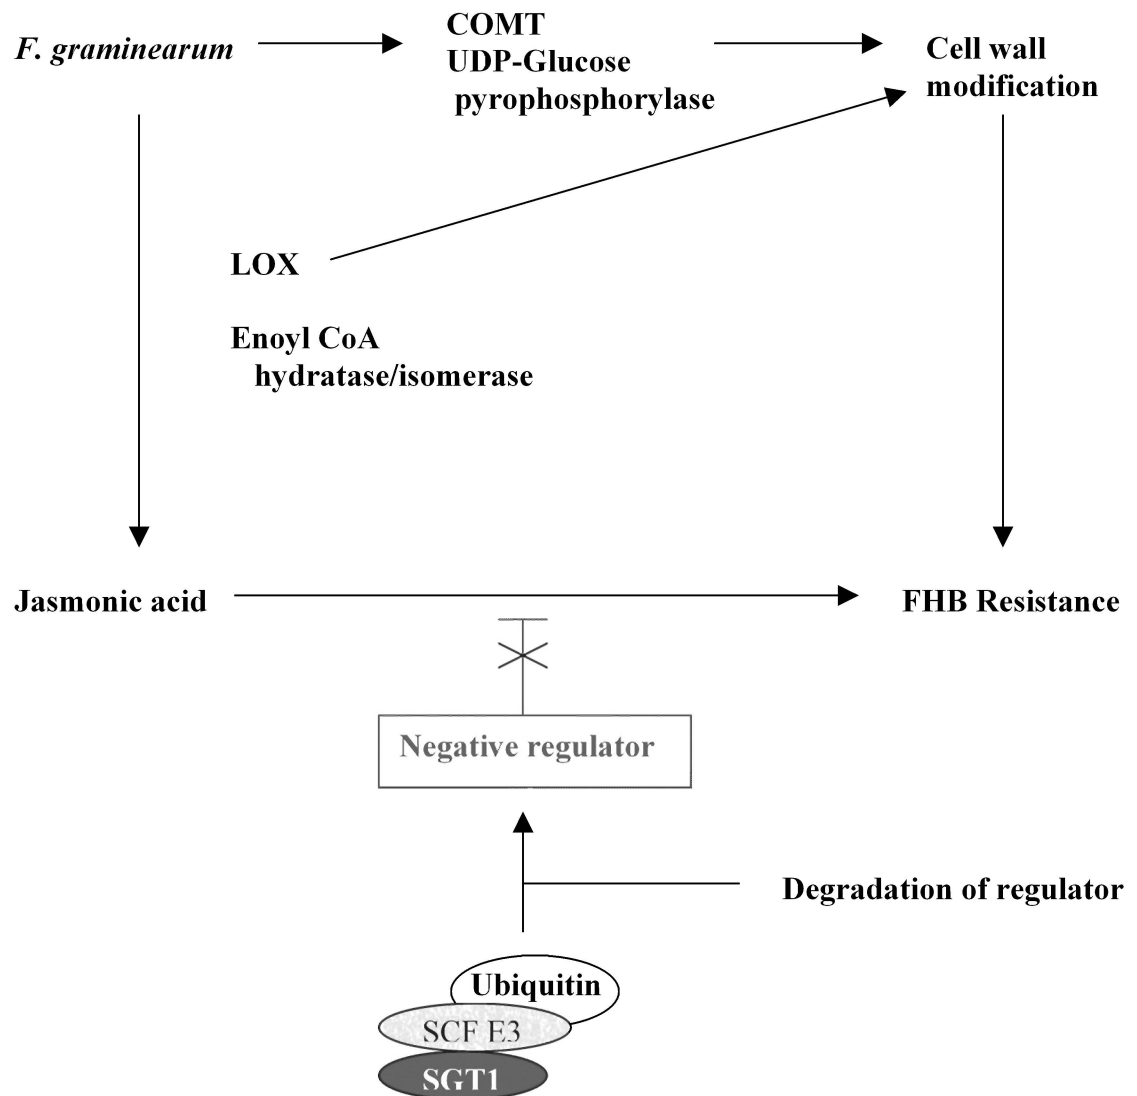 F. graminearum
COMT
UDP-Glucose
pyrophosphorylase
Cell wall
modification
LOX
Enoyl CoA
hydratase/isomerase
Jasmonic acid
FHB Resistance
Negative regulator
Degradation of regulator
Ubiquitin
SCF E3
SGT1